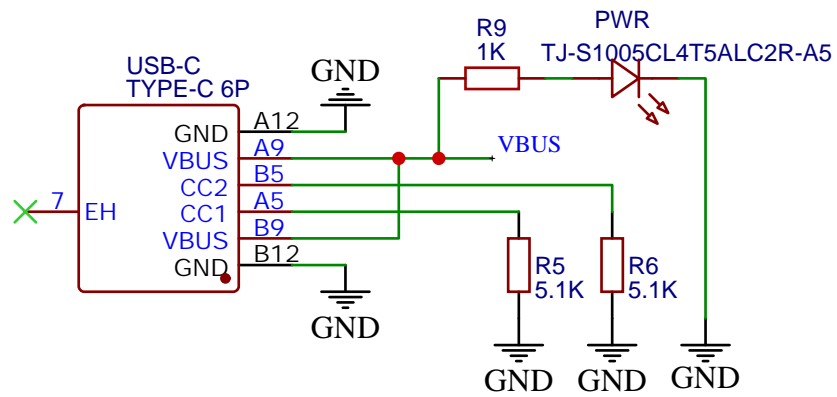 PWR
R9
1K
TJ-S1005CL4T5ALC2R-A5
USB-C
TYPE-C 6P
GND
GND A12
VBUS A9
VBUS
CC2 B5
7 EH
CC1 A5
VBUS B9
GND B12
R5
5.1K
R6
5.1K
GND
GND
GND
GND